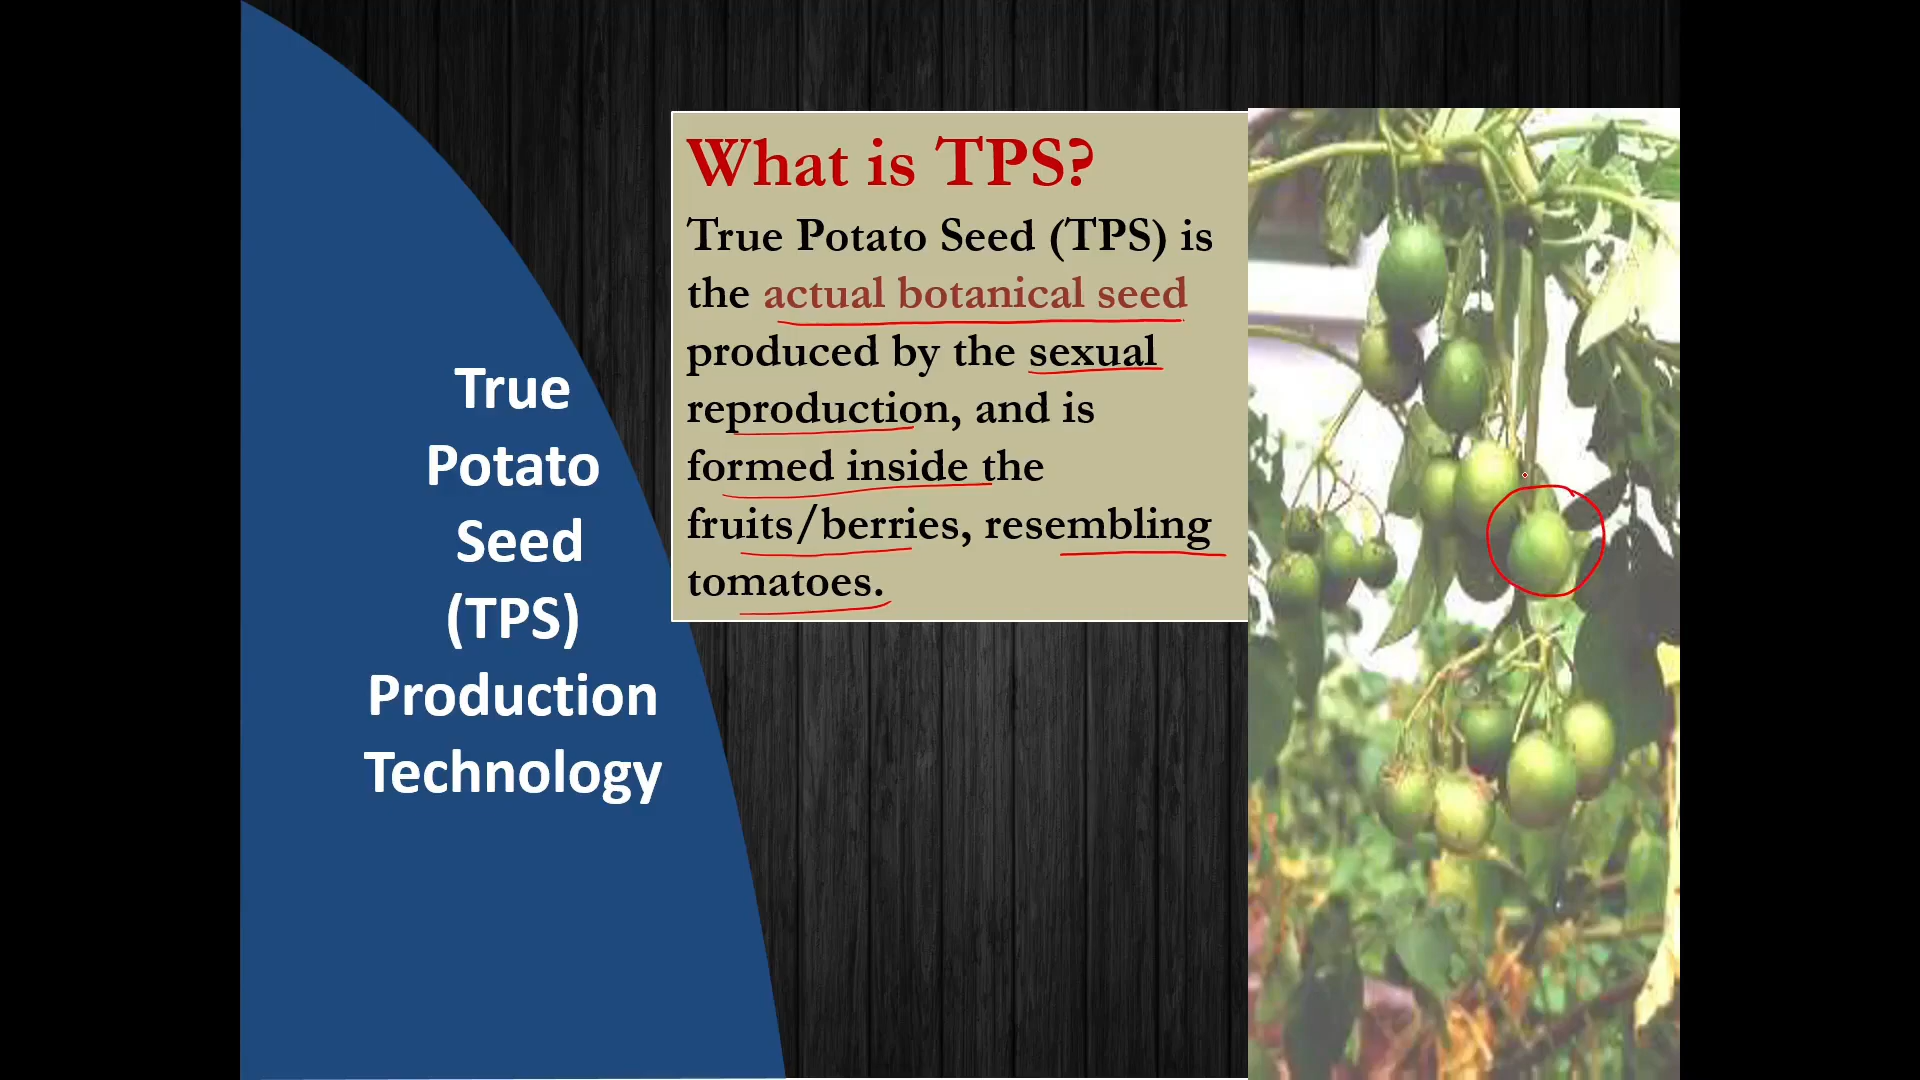 True
Potato
Seed
(TPS)
Production
Technology
What is TPS?
True Potato Seed (TPS) is
the actual botanical seed
produced by the sexual
reproduction, and is
formed inside the
fruits/berries, resembling
tomatoes.